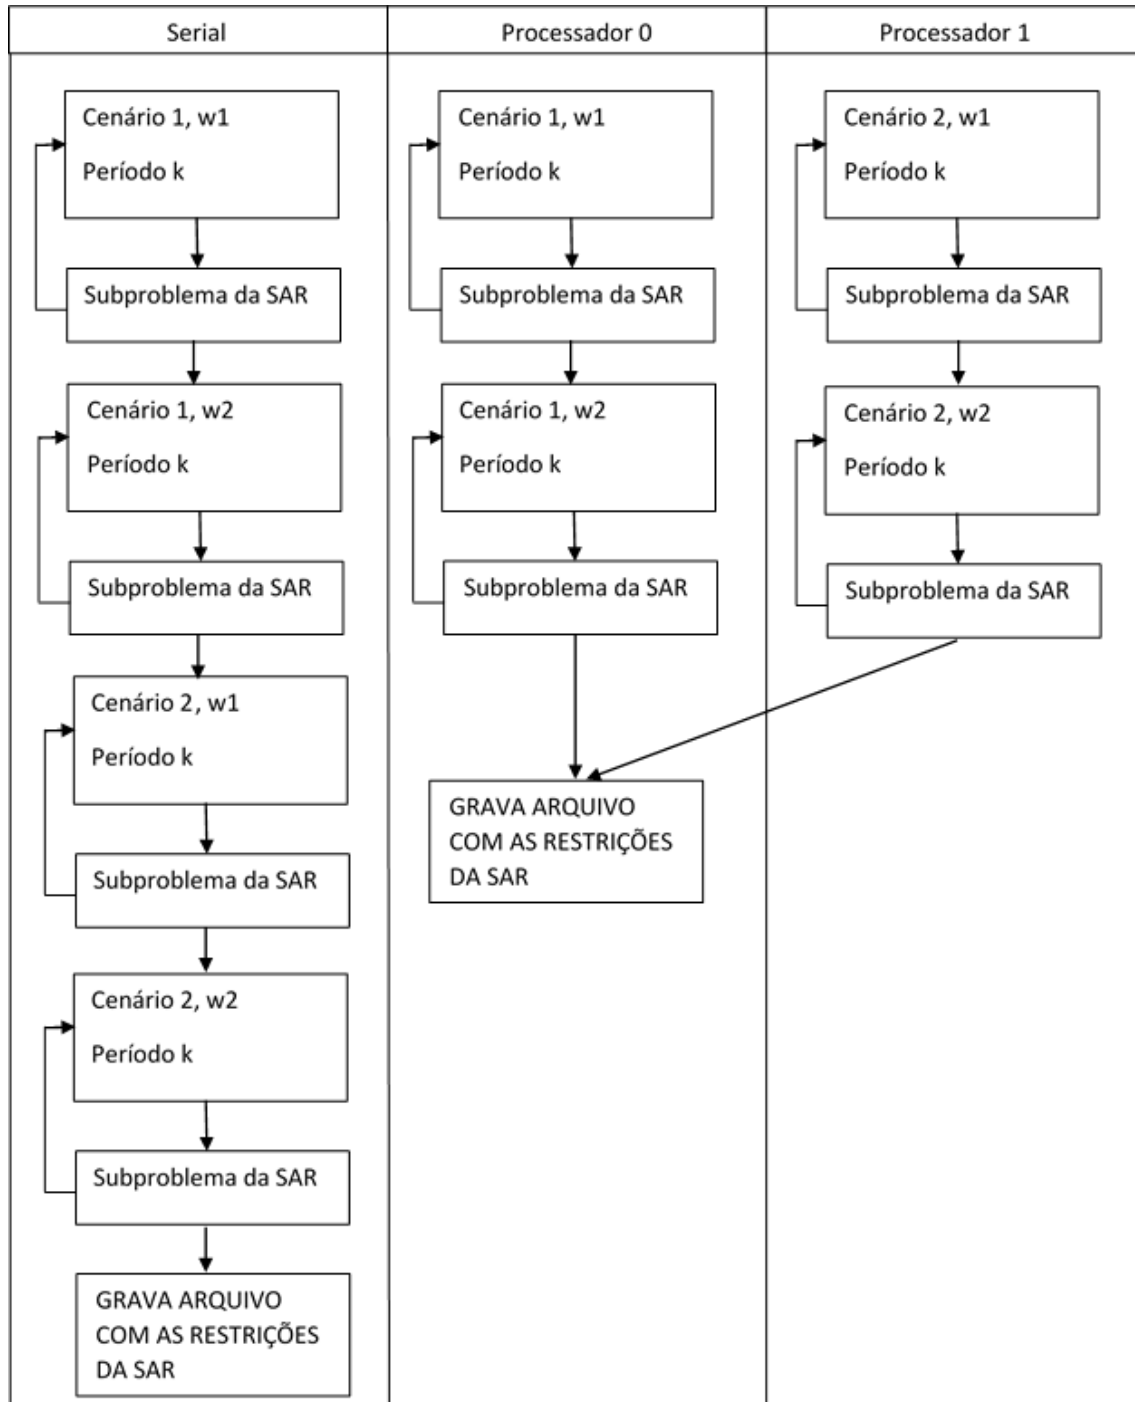 Serial
Processador 0
Processador 1
Cenário 1, w1
Período k
Subproblema da SAR
Cenário 1, w2
Período k
Subproblema da SAR
Cenário 2, w1
Período k
Subproblema da SAR
Cenário 2, w2
Período k
Subproblema da SAR
GRAVA ARQUIVO
COM AS RESTRIÇÕES
DA SAR
Cenário 1, w1
Período k
Subproblema da SAR
Cenário 1, w2
Período k
Subproblema da SAR
GRAVA ARQUIVO
COM AS RESTRIÇÕES
DA SAR
Cenário 2, w1
Período k
Subproblema da SAR
Cenário 2, w2
Período k
Subproblema da SAR